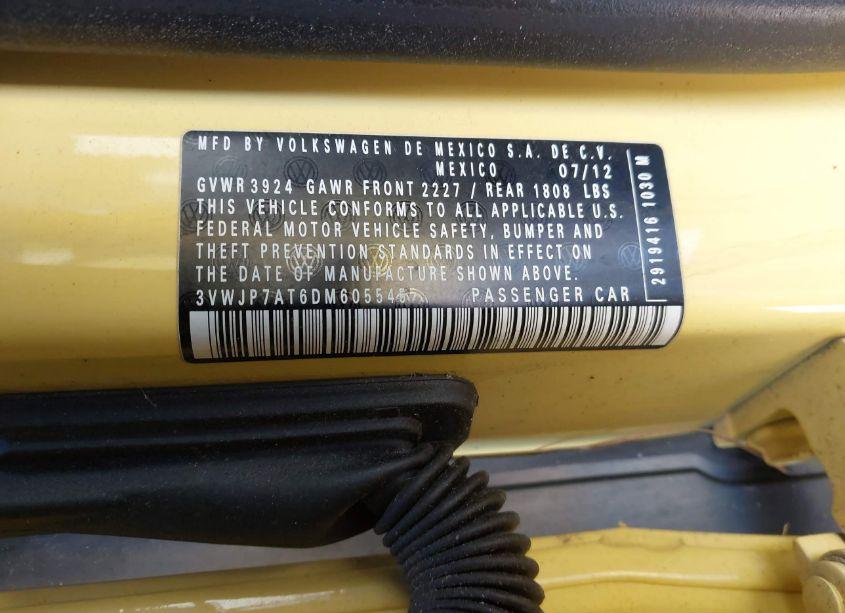 MFD BY VOLKSWAGEN DE MEXICO S.A. DE C.V.
MEXICO 07/12
GVWR 3924 GAWR FRONT 2227 / REAR 1808 LBS
THIS VEHICLE CONFORMS TO ALL APPLICABLE U.S.
FEDERAL MOTOR VEHICLE SAFETY, BUMPER AND
THEFT PREVENTION STANDARDS IN EFFECT ON
THE DATE OF MANUFACTURE SHOWN ABOVE.
3VWJP7AT6DM605545 PASSENGER CAR
2919416 1030 M